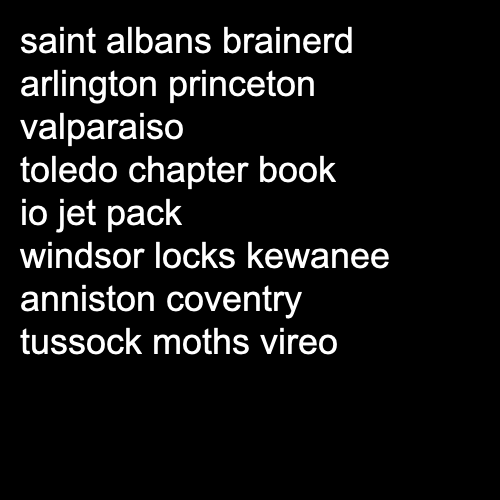 saint albans brainerd
arlington princeton
valparaiso
toledo chapter book
io jet pack
windsor locks kewanee
anniston coventry
tussock moths vireo